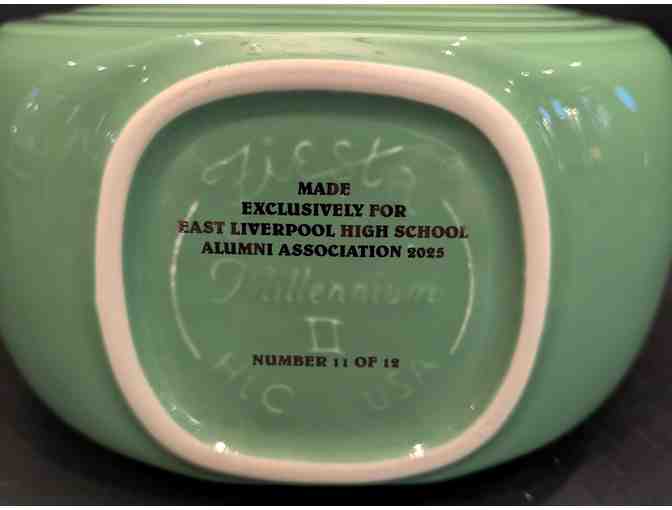 fiesta
MADE
EXCLUSIVELY FOR
EAST LIVERPOOL HIGH SCHOOL
ALUMNI ASSOCIATION 2025
Millennium
II
NUMBER 11 OF 12
HLC USA